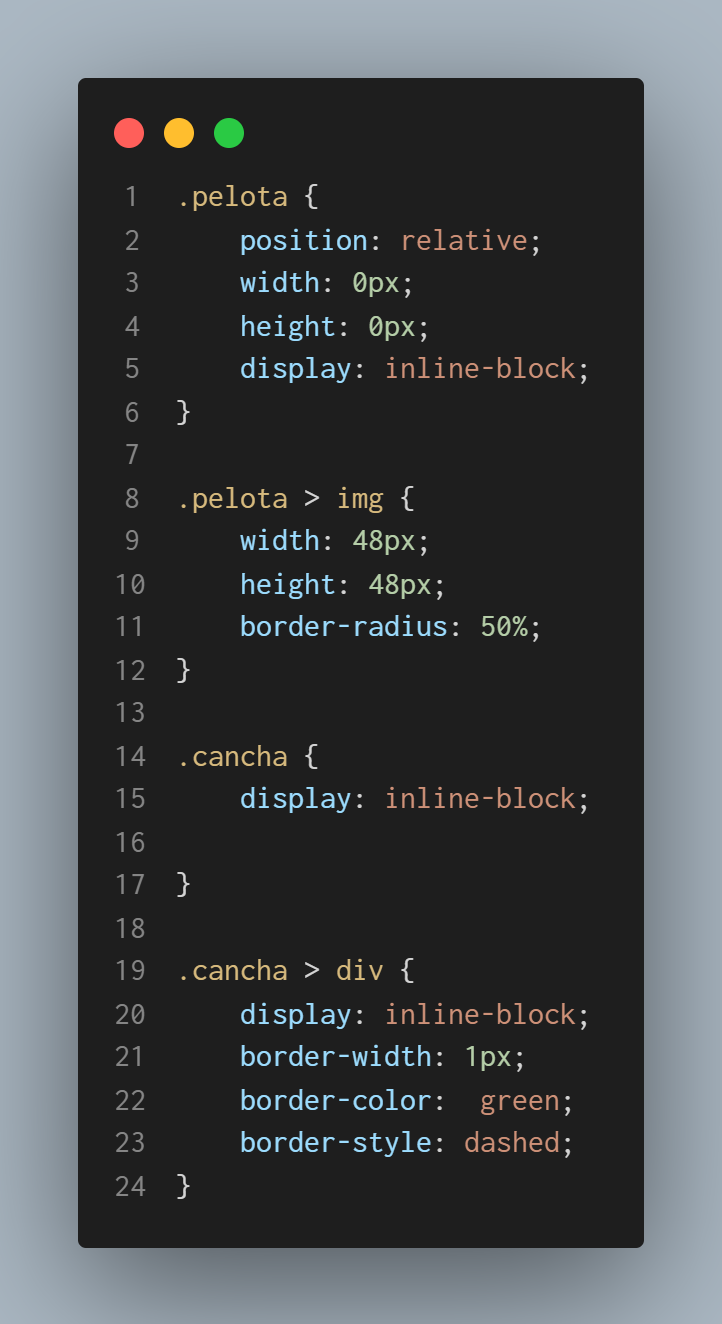 1 .pelota {
2     position: relative;
3     width: 0px;
4     height: 0px;
5     display: inline-block;
6 }
7
8 .pelota > img {
9     width: 48px;
10     height: 48px;
11     border-radius: 50%;
12 }
13
14 .cancha {
15     display: inline-block;
16
17 }
18
19 .cancha > div {
20     display: inline-block;
21     border-width: 1px;
22     border-color:  green;
23     border-style: dashed;
24 }